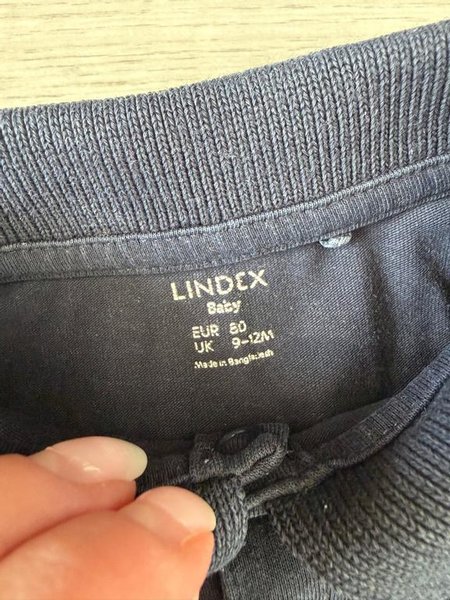 LINDEX
Baby
EUR 80
UK 9-12M
Made in Bangladesh